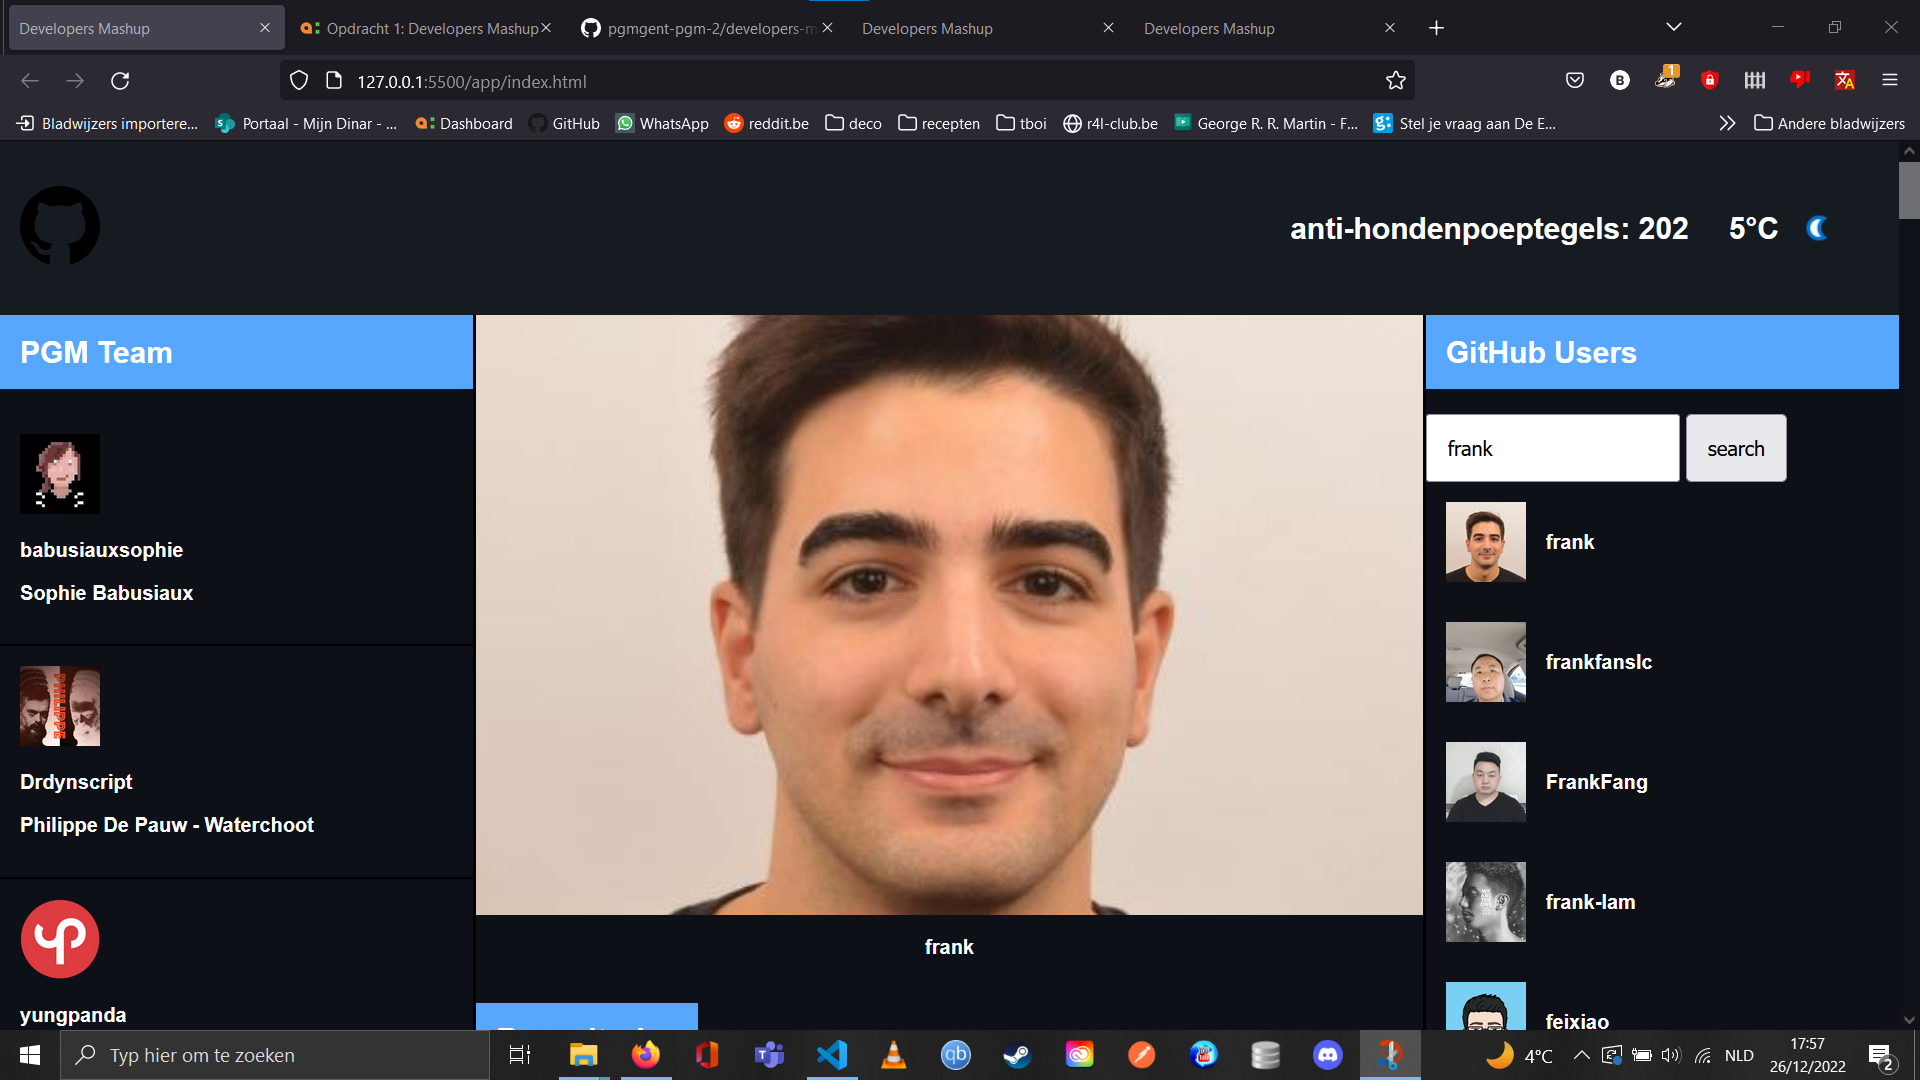 Developers Mashup
Opdracht 1: Developers Mashup
pgmgent-pgm-2/developers-m
Developers Mashup
Developers Mashup
127.0.0.1:5500/app/index.html
B
1
Bladwijzers importere...
Portaal - Mijn Dinar - ...
Dashboard
GitHub
WhatsApp
reddit.be
deco
recepten
tboi
r4l-club.be
George R. R. Martin - F...
Stel je vraag aan De E...
Andere bladwijzers
anti-hondenpoeptegels: 202
5°C
PGM Team
GitHub Users
frank
search
babusiauxsophie
Sophie Babusiaux
PHILIPPE
Drdynscript
Philippe De Pauw - Waterchoot
yungpanda
frank
frank
frankfanslc
FrankFang
frank-lam
feixiao
Typ hier om te zoeken
qb
4°C
NLD
17:57
26/12/2022
2